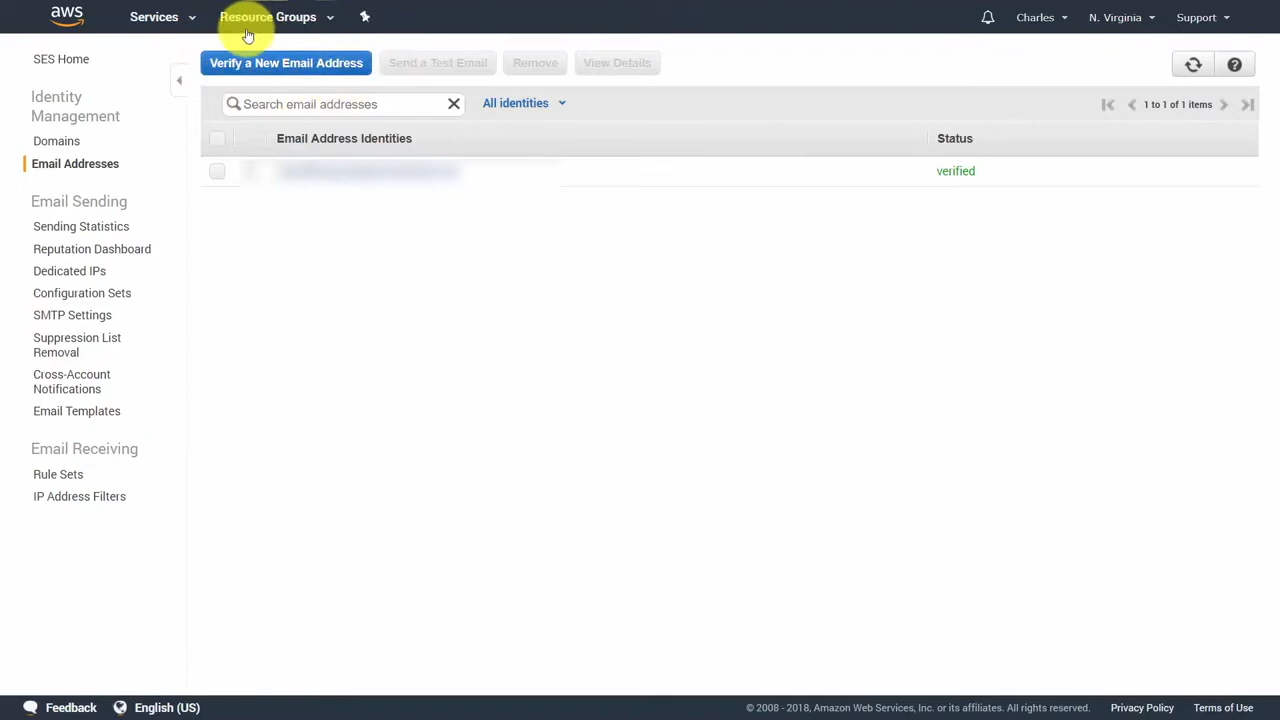 aws Services Resource Groups Charles N. Virginia Support
SES Home
Identity
Management
Domains
Email Addresses
Email Sending
Sending Statistics
Reputation Dashboard
Dedicated IPs
Configuration Sets
SMTP Settings
Suppression List
Removal
Cross-Account
Notifications
Email Templates
Email Receiving
Rule Sets
IP Address Filters
Verify a New Email Address Send a Test Email Remove View Details
Search email addresses All identities 1 to 1 of 1 items
Email Address Identities Status
verified
Feedback English (US) © 2008 - 2018, Amazon Web Services, Inc. or its affiliates. All rights reserved. Privacy Policy Terms of Use